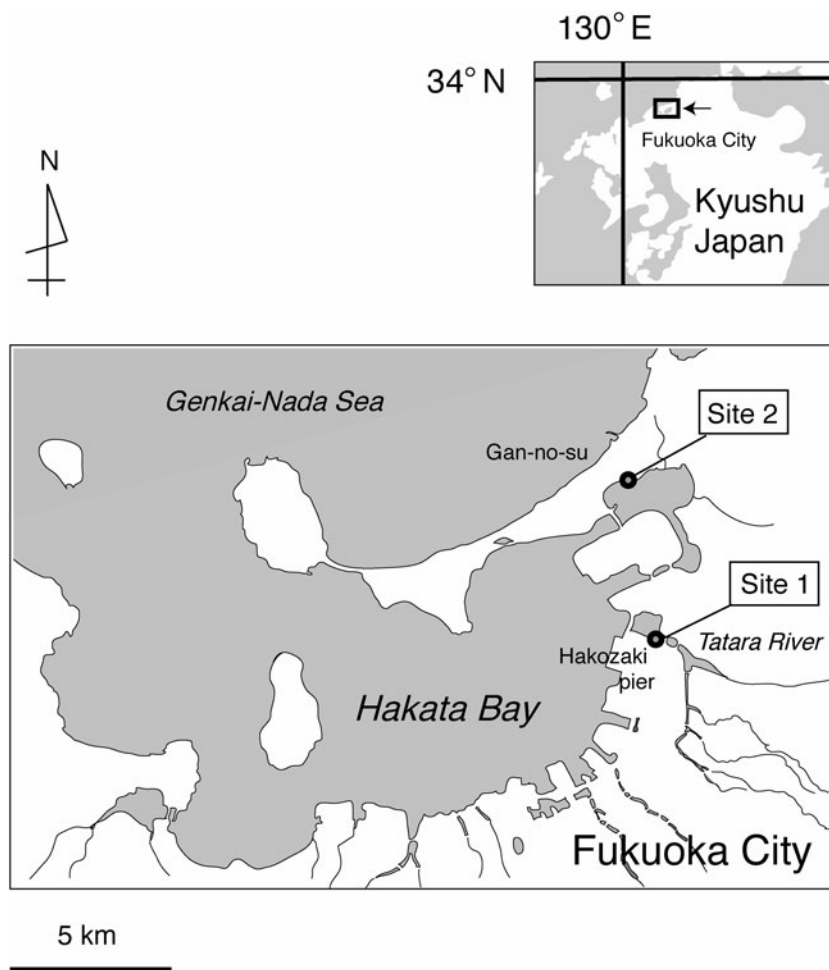 130° E
34° N
Fukuoka City
Kyushu
Japan
N
Genkai-Nada Sea
Gan-no-su
Site 2
Site 1
Tatara River
Hakozaki
pier
Hakata Bay
Fukuoka City
5 km